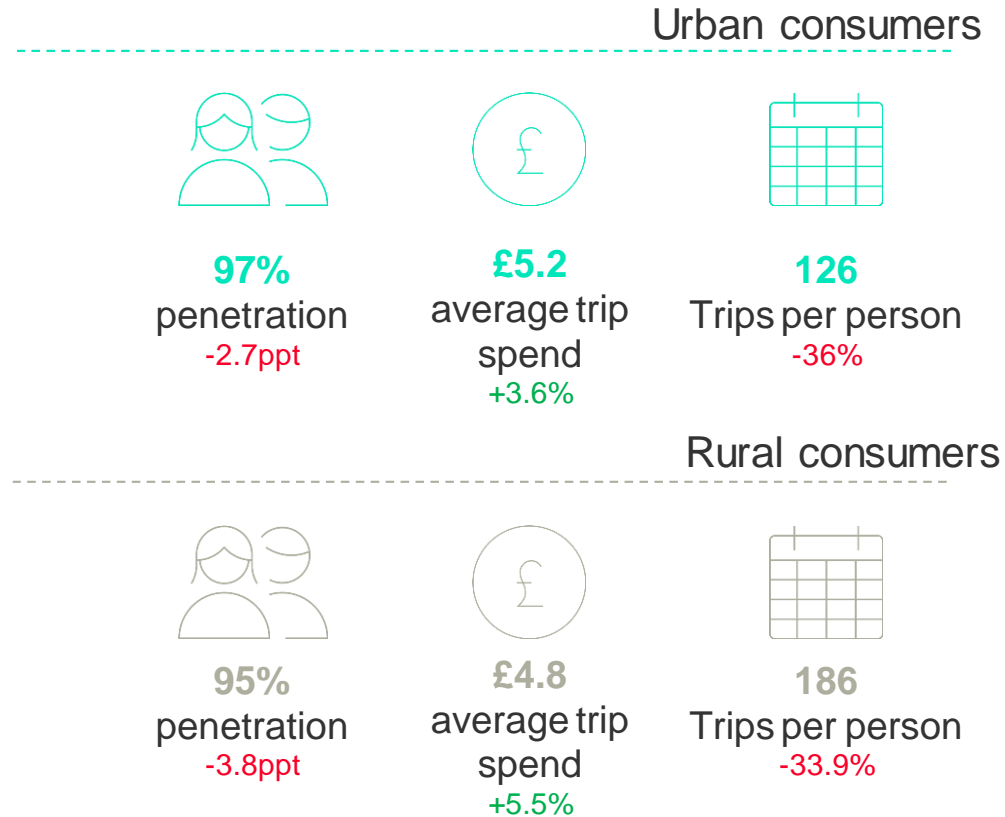 Urban consumers
£
97%
penetration
-2.7ppt
£5.2
average trip
spend
+3.6%
126
Trips per person
-36%
Rural consumers
£
95%
penetration
-3.8ppt
£4.8
average trip
spend
+5.5%
186
Trips per person
-33.9%